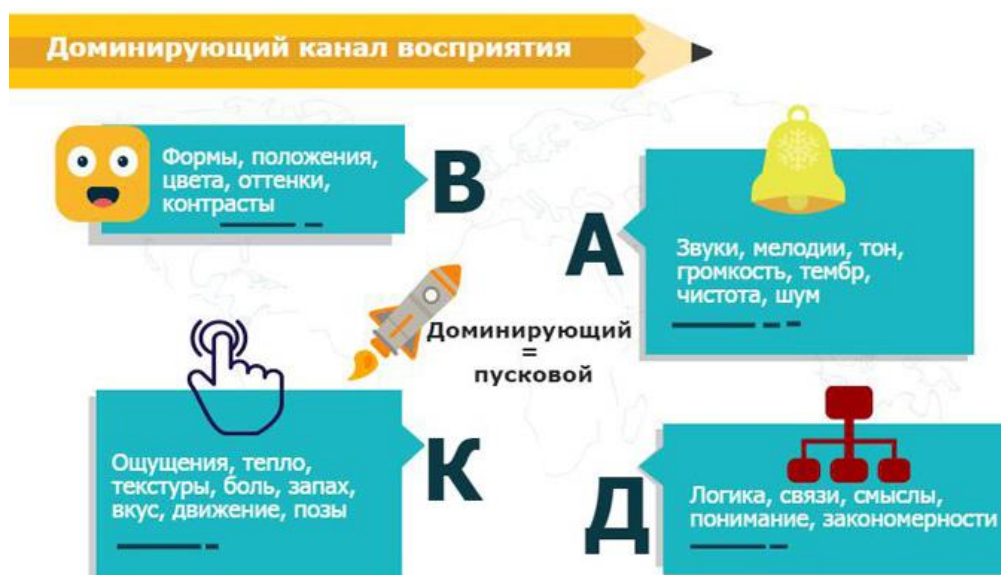 Доминирующий канал восприятия
Формы, положения,
цвета, оттенки,
контрасты
В
А
Звуки, мелодии, тон,
громкость, тембр,
чистота, шум
Доминирующий
=
пусковой
Ощущения, тепло,
текстуры, боль, запах,
вкус, движение, позы
К
Д
Логика, связи, смыслы,
понимание, закономерности